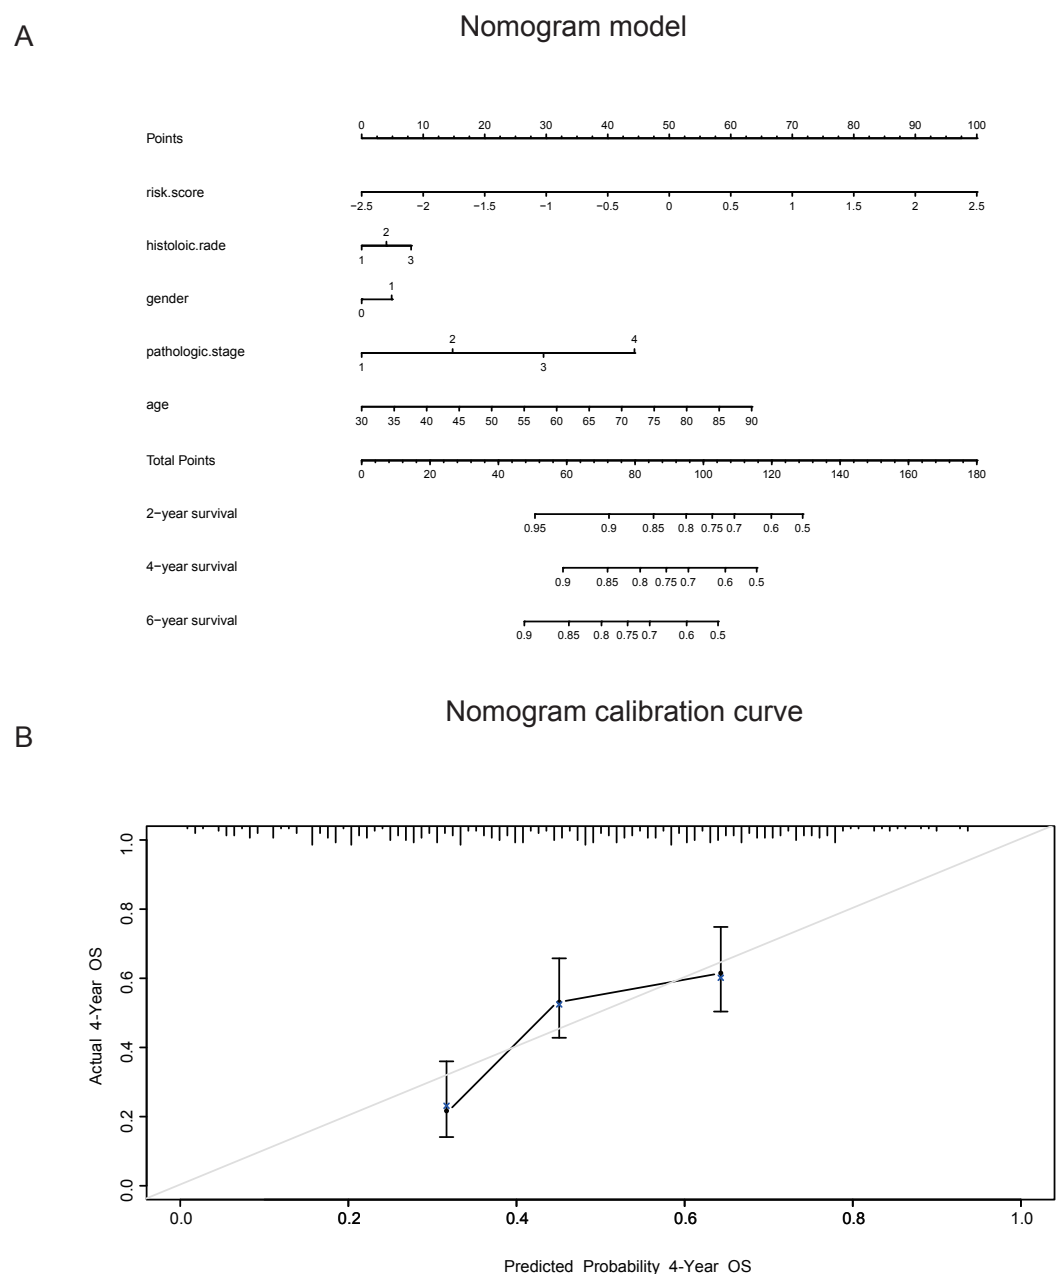 Nomogram model
A
Points
0 10 20 30 40 50 60 70 80 90 100
risk.score
−2.5 −2 −1.5 −1 −0.5 0 0.5 1 1.5 2 2.5
histoloic.rade
2
1 3
gender
1
0
pathologic.stage
2 4
1 3
age
30 35 40 45 50 55 60 65 70 75 80 85 90
Total Points
0 20 40 60 80 100 120 140 160 180
2−year survival
0.95 0.9 0.85 0.8 0.75 0.7 0.6 0.5
4−year survival
0.9 0.85 0.8 0.75 0.7 0.6 0.5
6−year survival
0.9 0.85 0.8 0.75 0.7 0.6 0.5
Nomogram calibration curve
B
Actual 4-Year OS
1.0
0.8
0.6
0.4
0.2
0.0
0.0 0.2 0.4 0.6 0.8 1.0
Predicted Probability 4-Year OS